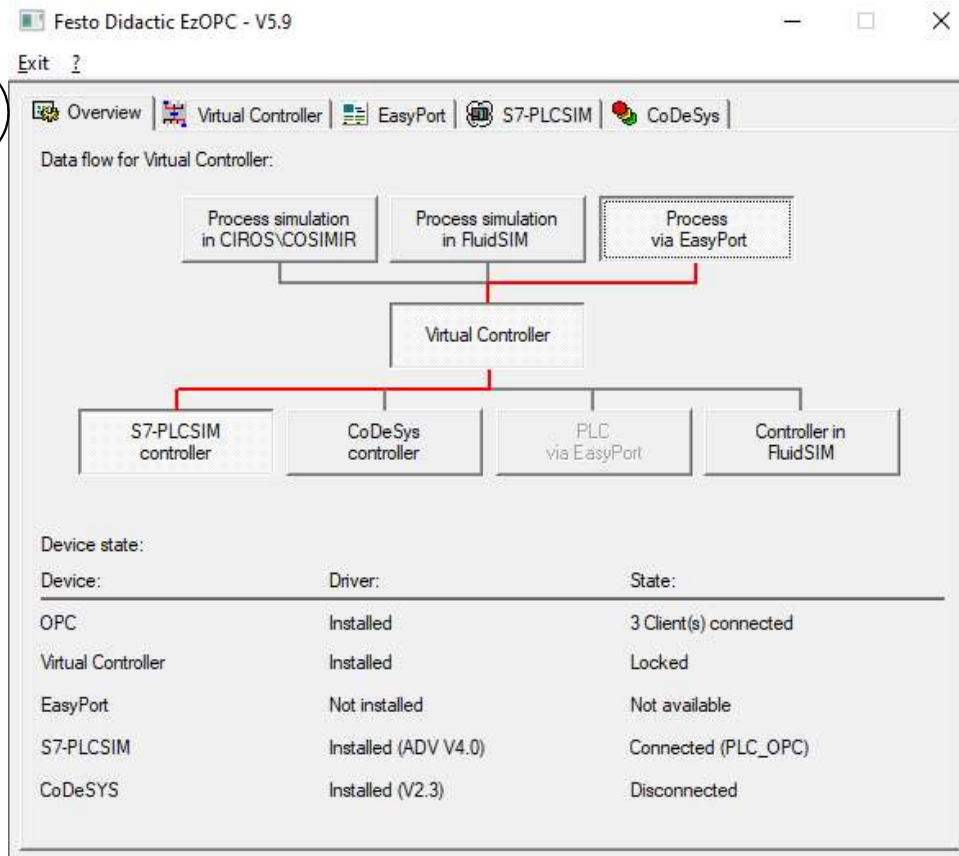 Festo Didactic EzOPC - V5.9
Exit ?
Overview Virtual Controller EasyPort S7-PLCSIM CoDeSys
Data flow for Virtual Controller:
Process simulation
in CIROS\COSIMIR
Process simulation
in FluidSIM
Process
via EasyPort
Virtual Controller
S7-PLCSIM
controller
CoDeSys
controller
PLC
via EasyPort
Controller in
FluidSIM
Device state:
Device: Driver: State:
OPC Installed 3 Client(s) connected
Virtual Controller Installed Locked
EasyPort Not installed Not available
S7-PLCSIM Installed (ADV V4.0) Connected (PLC_OPC)
CoDeSYS Installed (V2.3) Disconnected